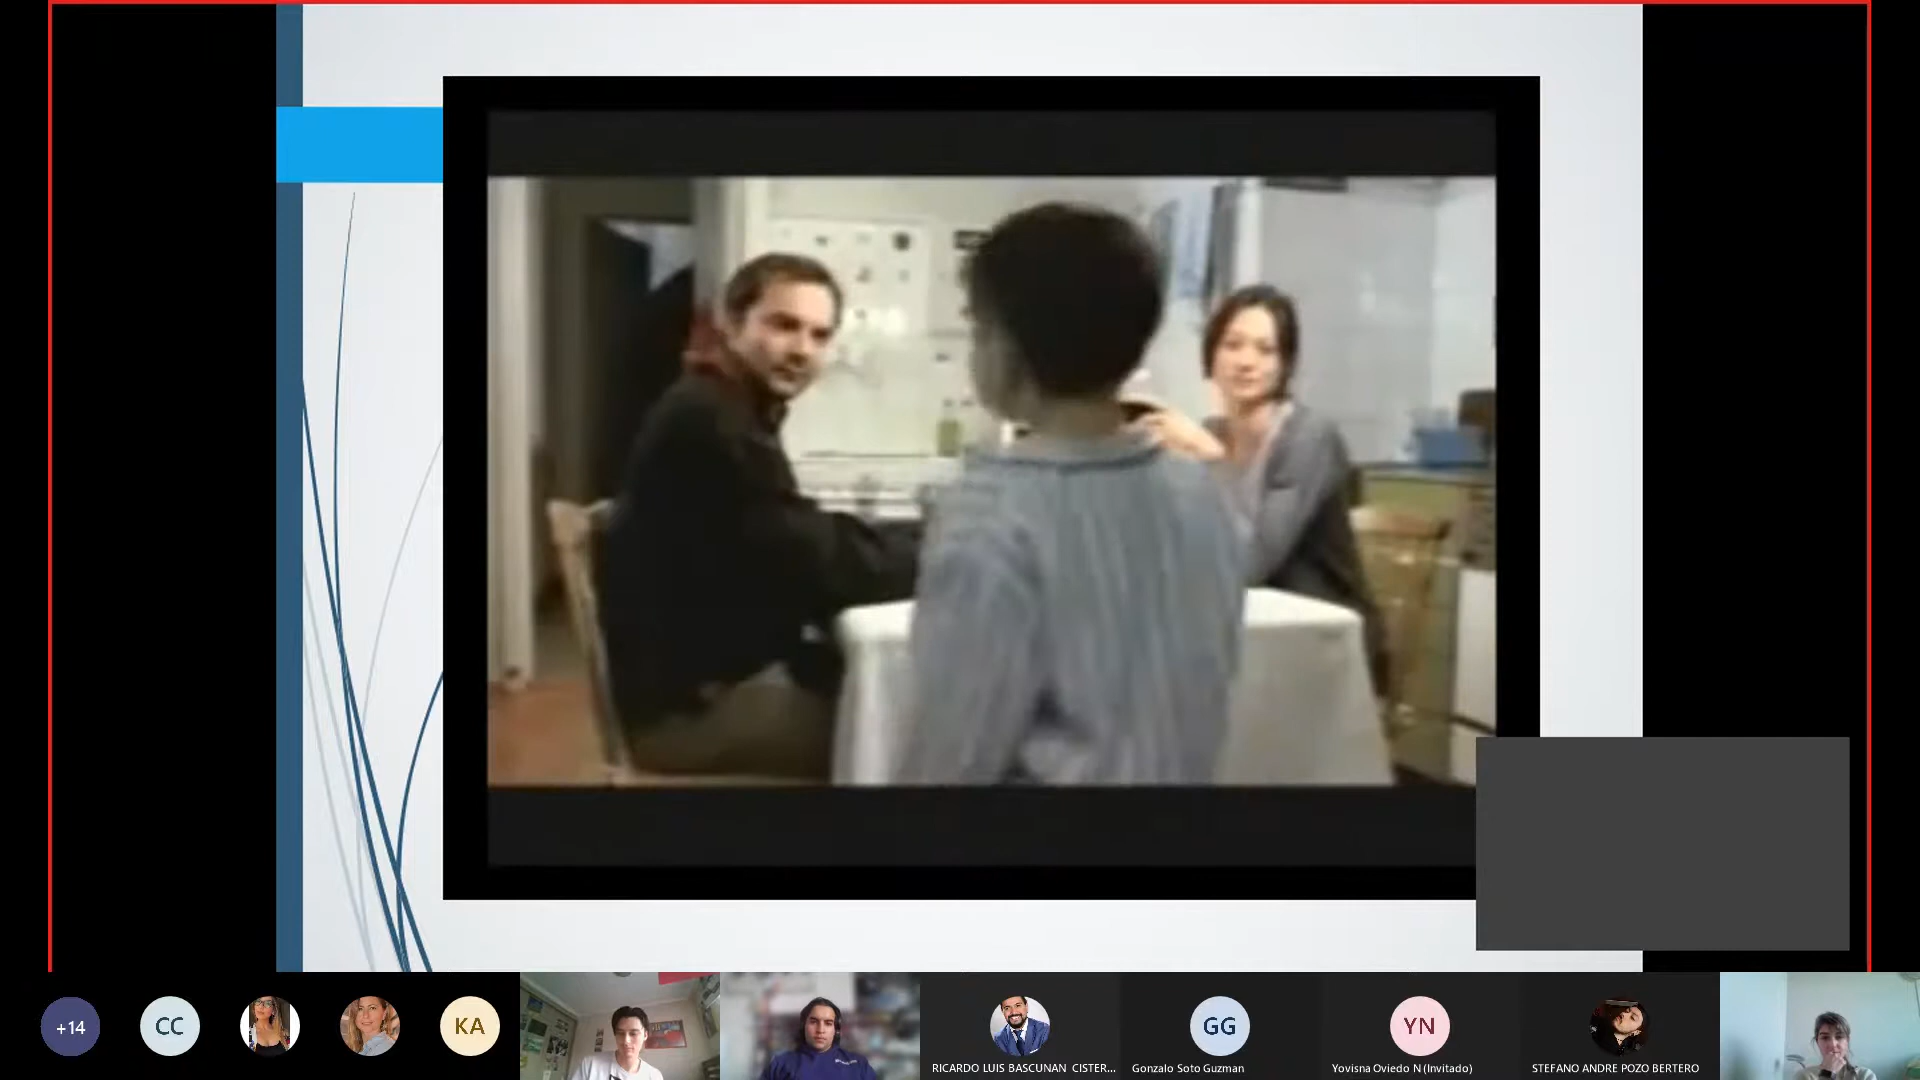 +14
CC
KA
RICARDO LUIS BASCUNAN CISTER...
GG
Gonzalo Soto Guzman
YN
Yovisna Oviedo N (Invitado)
STEFANO ANDRE POZO BERTERO